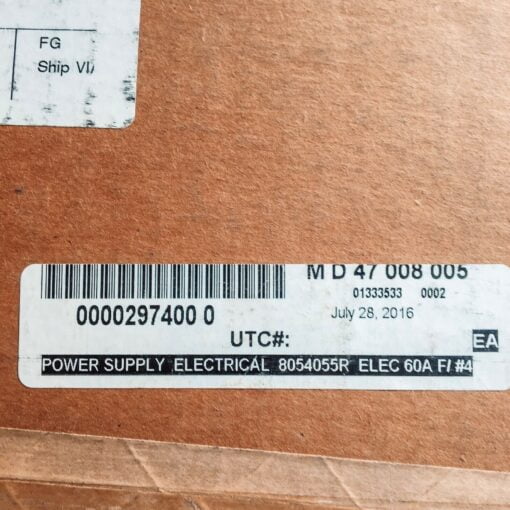 FG
Ship VIA
M D 47 008 005
01333533 0002
0000297400 0
July 28, 2016
UTC#:
EA
POWER SUPPLY ELECTRICAL 8054055R ELEC 60A F/ #4